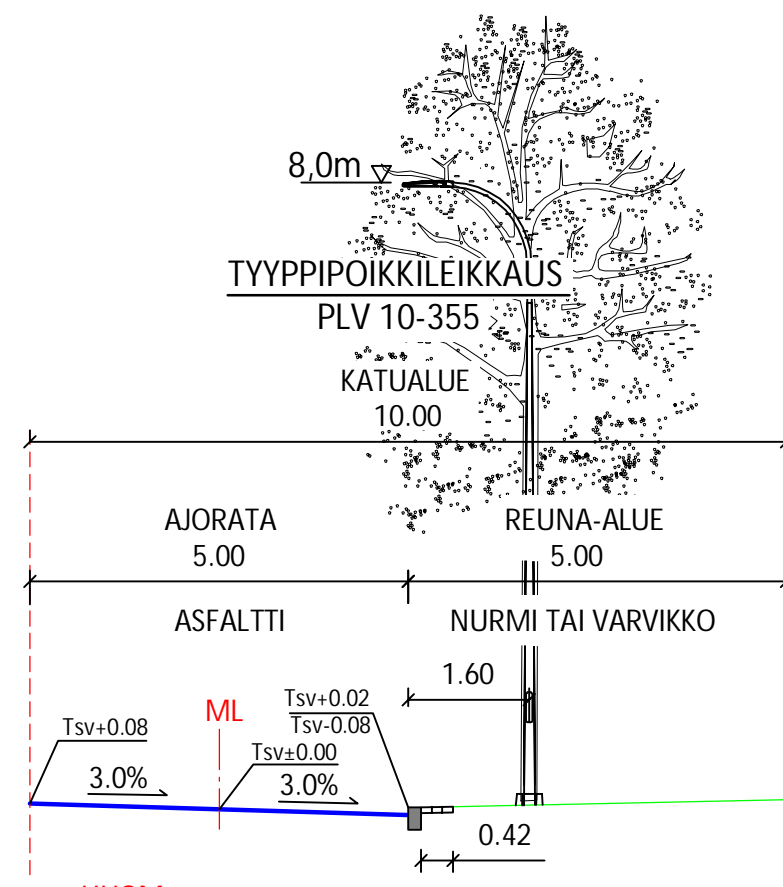 8,0m
TYYPPIPOIKKILEIKKAUS
PLV 10-355
KATUALUE
10.00
AJORATA
5.00
REUNA-ALUE
5.00
ASFALTTI
NURMI TAI VARVIKKO
1.60
Tsv+0.02
Tsv-0.08
ML
Tsv+0.08
Tsv±0.00
3.0%
3.0%
0.42